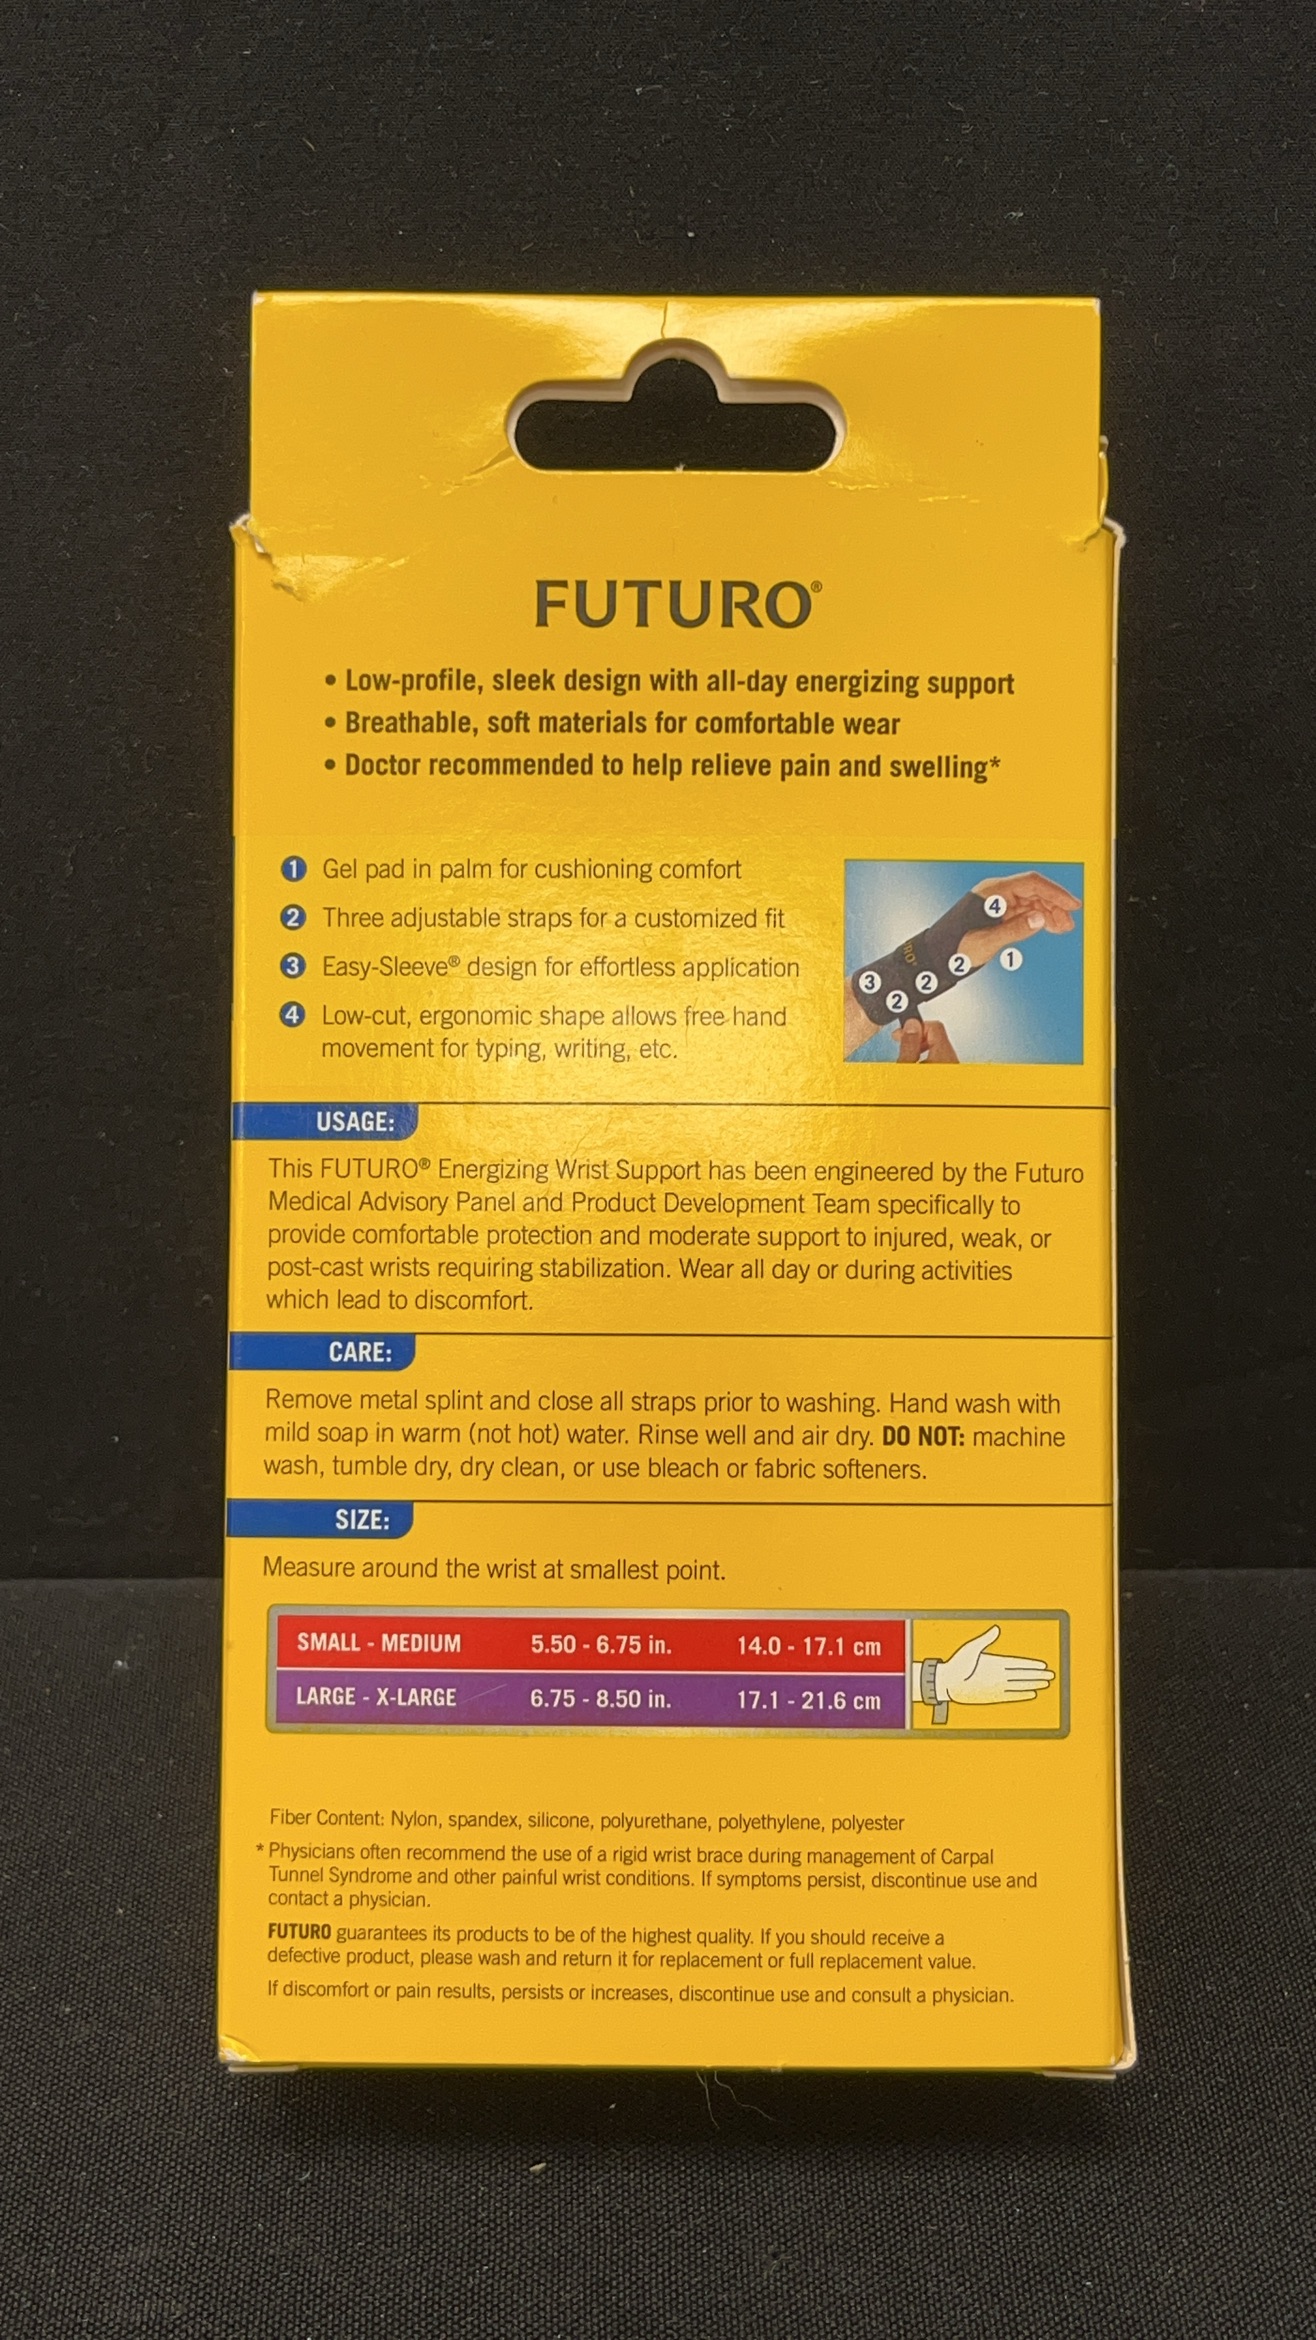 FUTURO®
• Low-profile, sleek design with all-day energizing support
• Breathable, soft materials for comfortable wear
• Doctor recommended to help relieve pain and swelling*
1 Gel pad in palm for cushioning comfort
2 Three adjustable straps for a customized fit
3 Easy-Sleeve® design for effortless application
4 Low-cut, ergonomic shape allows free hand
movement for typing, writing, etc.
4
1
2
2
3
2
USAGE:
This FUTURO® Energizing Wrist Support has been engineered by the Futuro
Medical Advisory Panel and Product Development Team specifically to
provide comfortable protection and moderate support to injured, weak, or
post-cast wrists requiring stabilization. Wear all day or during activities
which lead to discomfort.
CARE:
Remove metal splint and close all straps prior to washing. Hand wash with
mild soap in warm (not hot) water. Rinse well and air dry. DO NOT: machine
wash, tumble dry, dry clean, or use bleach or fabric softeners.
SIZE:
Measure around the wrist at smallest point.
SMALL - MEDIUM 5.50 - 6.75 in. 14.0 - 17.1 cm
LARGE - X-LARGE 6.75 - 8.50 in. 17.1 - 21.6 cm
Fiber Content: Nylon, spandex, silicone, polyurethane, polyethylene, polyester
* Physicians often recommend the use of a rigid wrist brace during management of Carpal
Tunnel Syndrome and other painful wrist conditions. If symptoms persist, discontinue use and
contact a physician.
FUTURO guarantees its products to be of the highest quality. If you should receive a
defective product, please wash and return it for replacement or full replacement value.
If discomfort or pain results, persists or increases, discontinue use and consult a physician.